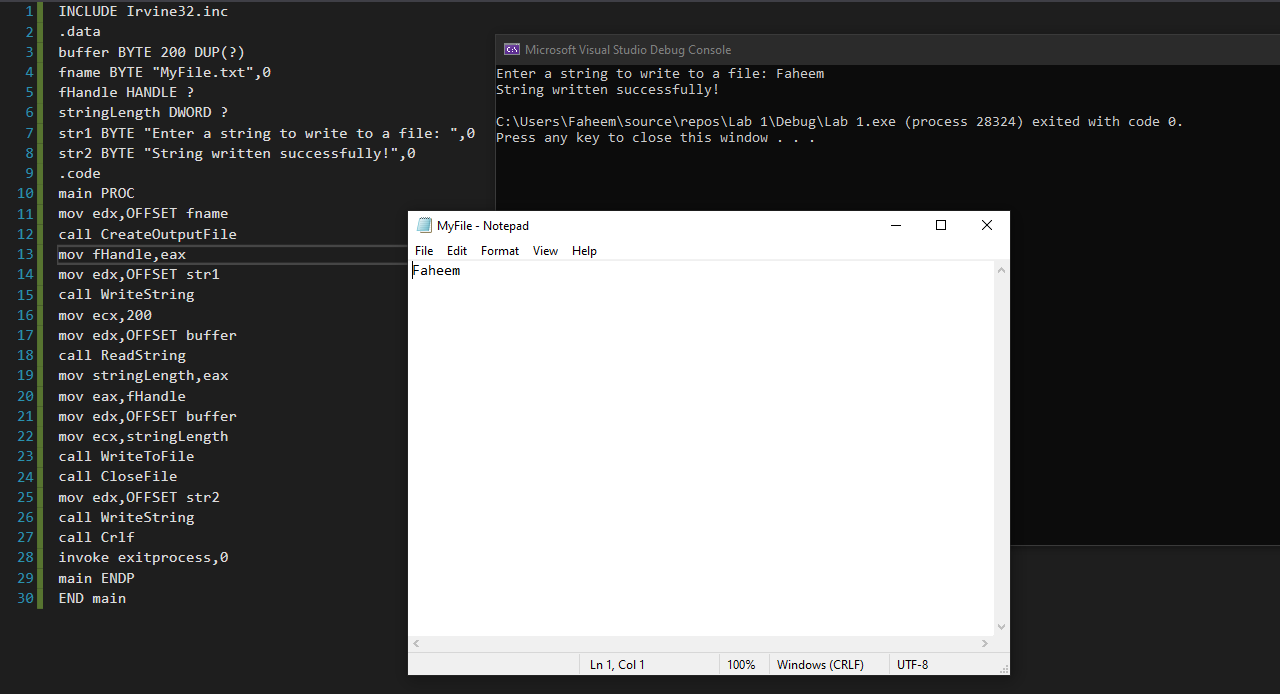 1 INCLUDE Irvine32.inc
2 .data
3 buffer BYTE 200 DUP(?)
4 fname BYTE "MyFile.txt",0
5 fHandle HANDLE ?
6 stringLength DWORD ?
7 str1 BYTE "Enter a string to write to a file: ",0
8 str2 BYTE "String written successfully!",0
9 .code
10 main PROC
11 mov edx,OFFSET fname
12 call CreateOutputFile
13 mov fHandle,eax
14 mov edx,OFFSET str1
15 call WriteString
16 mov ecx,200
17 mov edx,OFFSET buffer
18 call ReadString
19 mov stringLength,eax
20 mov eax,fHandle
21 mov edx,OFFSET buffer
22 mov ecx,stringLength
23 call WriteToFile
24 call CloseFile
25 mov edx,OFFSET str2
26 call WriteString
27 call Crlf
28 invoke exitprocess,0
29 main ENDP
30 END main
Microsoft Visual Studio Debug Console
Enter a string to write to a file: Faheem
String written successfully!
C:\Users\Faheem\source\repos\Lab 1\Debug\Lab 1.exe (process 28324) exited with code 0.
Press any key to close this window . . .
MyFile - Notepad
File Edit Format View Help
Faheem
Ln 1, Col 1 100% Windows (CRLF) UTF-8